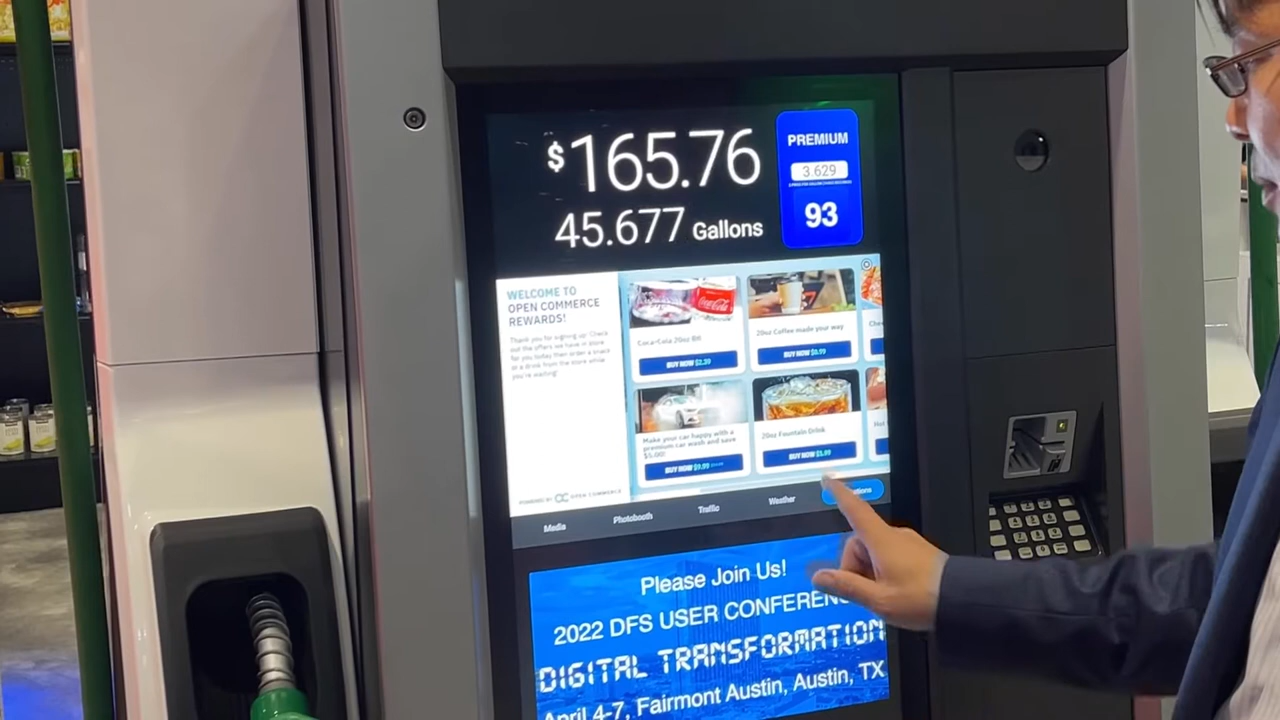 $165.76
45.677 Gallons
PREMIUM
3.629
93
WELCOME TO
OPEN COMMERCE
REWARDS!
Thank you for signing up! Check
out the offers we have in store
for you today then order a snack
or a drink from the store while
you're waiting!
POWERED BY OC OPEN COMMERCE
Coca-Cola
Coca-Cola 20oz Btl
BUY NOW $2.39
20oz Coffee made your way
BUY NOW $0.99
Make your car happy with a
premium car wash and save
$5.00!
BUY NOW $9.99
20oz Fountain Drink
BUY NOW
Media
Photobooth
Traffic
Weather
Please Join Us!
2022 DFS USER CONFERENC
DIGITAL TRANSFORMATION
April 4-7, Fairmont Austin, Austin, TX